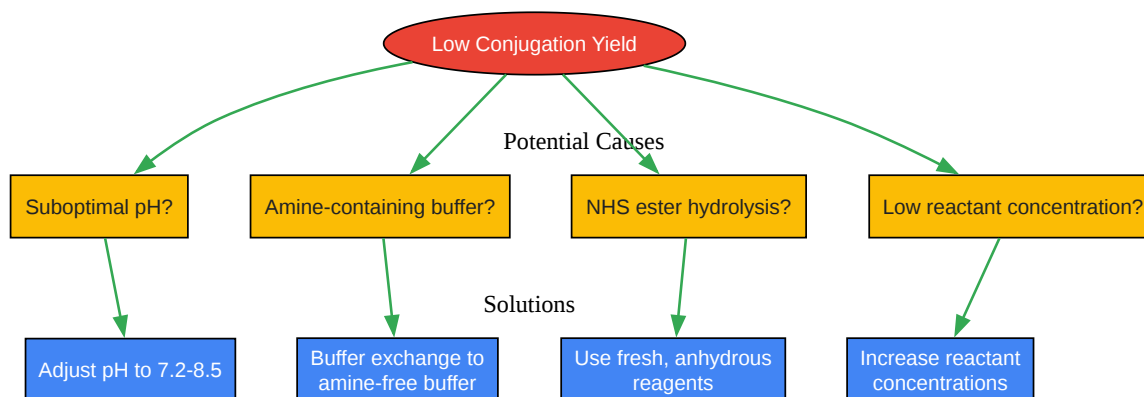 Low Conjugation Yield
Potential Causes
Suboptimal pH?
Amine-containing buffer?
NHS ester hydrolysis?
Low reactant concentration?
Solutions
Adjust pH to 7.2-8.5
Buffer exchange to
amine-free buffer
Use fresh, anhydrous
reagents
Increase reactant
concentrations